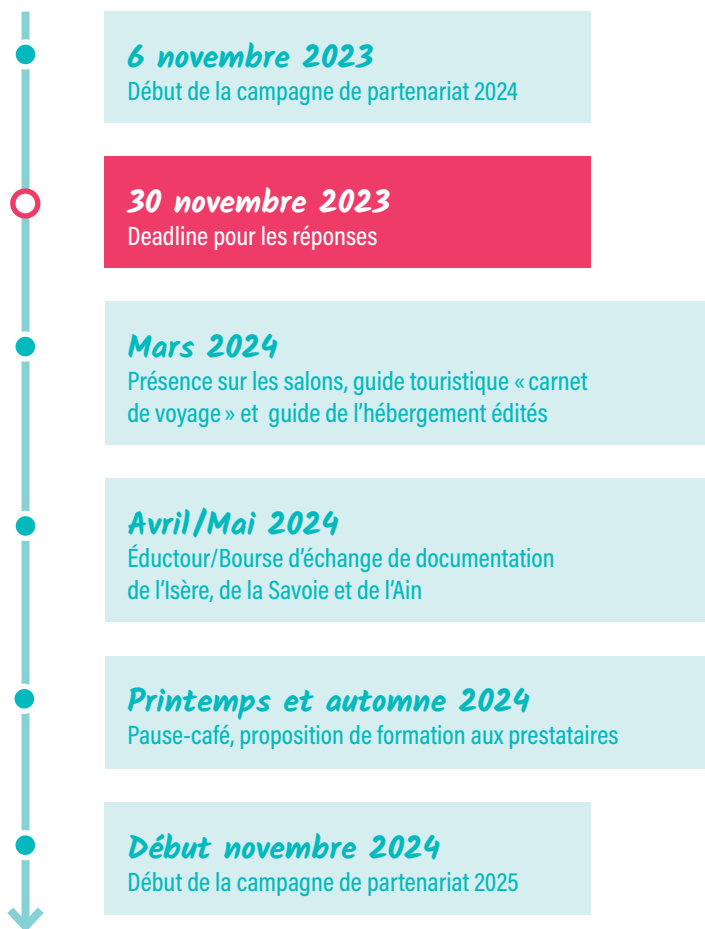 6 novembre 2023
Début de la campagne de partenariat 2024
30 novembre 2023
Deadline pour les réponses
Mars 2024
Présence sur les salons, guide touristique « carnet
de voyage » et guide de l’hébergement édités
Avril/Mai 2024
Éductour/Bourse d’échange de documentation
de l’Isère, de la Savoie et de l’Ain
Printemps et automne 2024
Pause-café, proposition de formation aux prestataires
Début novembre 2024
Début de la campagne de partenariat 2025